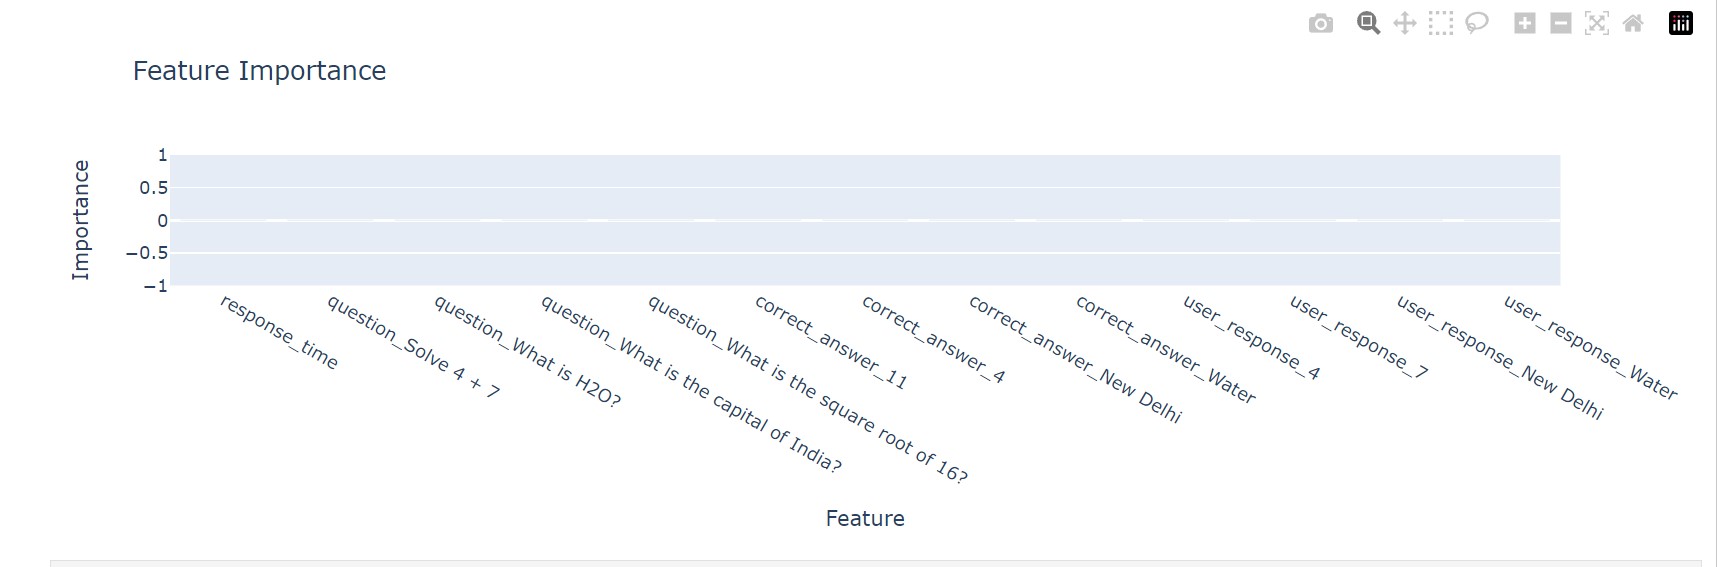 Feature Importance
Importance
1
0.5
0
−0.5
−1
response_time
question_Solve 4 + 7
question_What is H2O?
question_What is the capital of India?
question_What is the square root of 16?
correct_answer_11
correct_answer_4
correct_answer_New Delhi
correct_answer_Water
user_response_4
user_response_7
user_response_New Delhi
user_response_Water
Feature